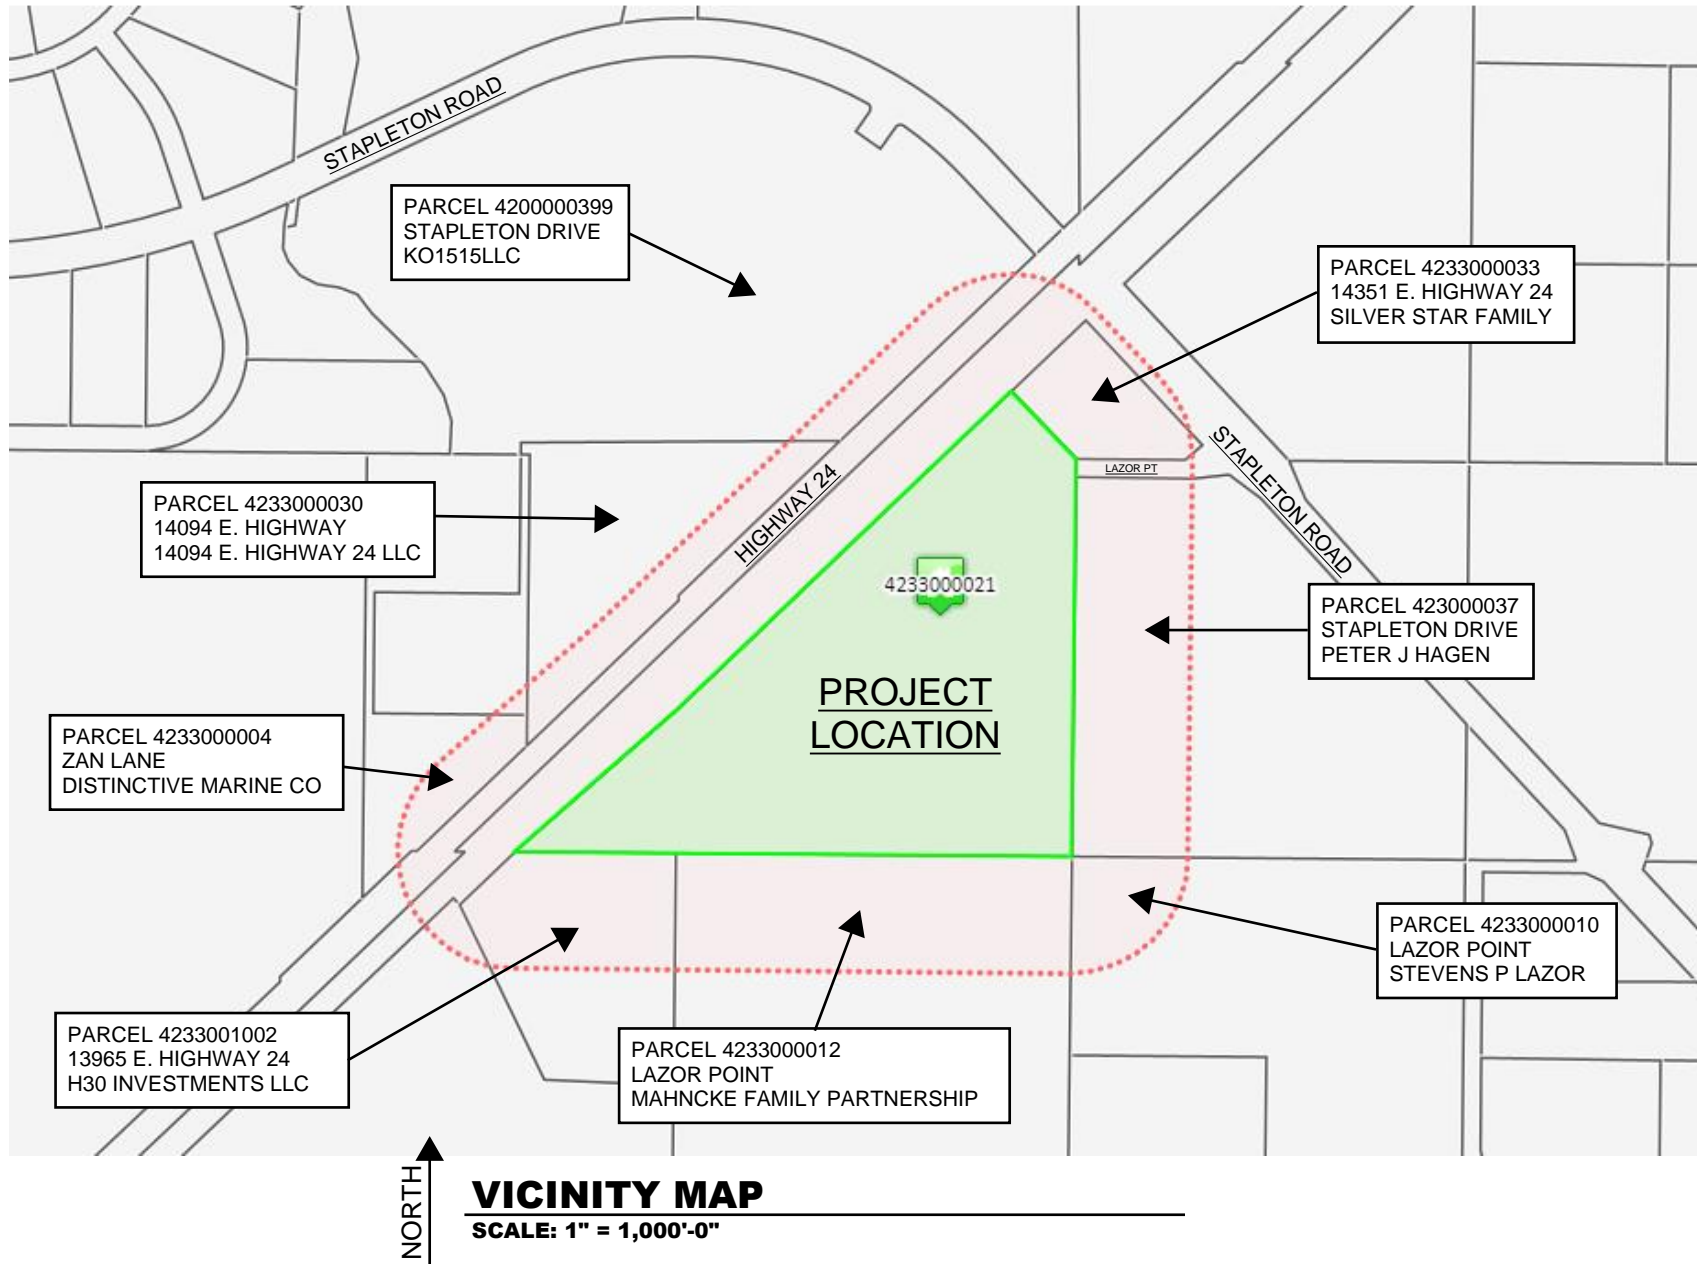 STAPLETON ROAD
PARCEL 4200000399
STAPLETON DRIVE
KO1515LLC
PARCEL 4233000033
14351 E. HIGHWAY 24
SILVER STAR FAMILY
PARCEL 4233000030
14094 E. HIGHWAY
14094 E. HIGHWAY 24 LLC
HIGHWAY 24
LAZOR PT
STAPLETON ROAD
4233000021
PARCEL 423000037
STAPLETON DRIVE
PETER J HAGEN
PROJECT
LOCATION
PARCEL 4233000004
ZAN LANE
DISTINCTIVE MARINE CO
PARCEL 4233000010
LAZOR POINT
STEVENS P LAZOR
PARCEL 4233001002
13965 E. HIGHWAY 24
H30 INVESTMENTS LLC
PARCEL 4233000012
LAZOR POINT
MAHNCKE FAMILY PARTNERSHIP
NORTH
VICINITY MAP
SCALE: 1" = 1,000'-0"